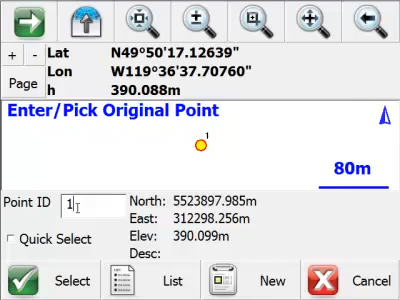 + - Lat N49°50'17.12639"
Page Lon W119°36'37.70760"
h 390.088m
Enter/Pick Original Point
1
80m
Point ID 1 North: 5523897.985m
East: 312298.256m
Quick Select Elev: 390.099m
Desc:
Select List New Cancel